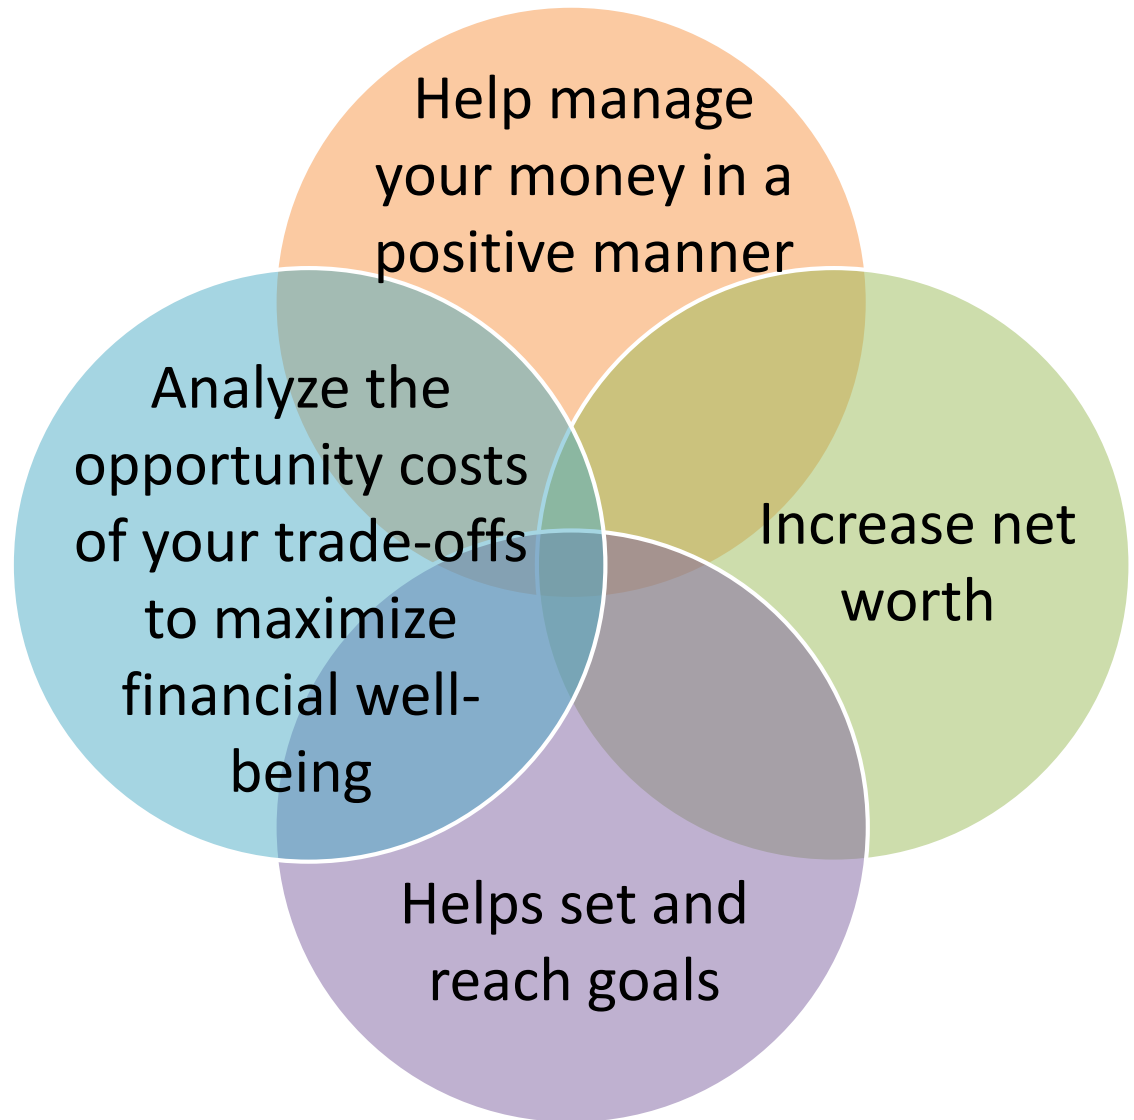 Help manage
your money in a
positive manner
Analyze the
opportunity costs
of your trade-offs
to maximize
financial well-
being
Increase net
worth
Helps set and
reach goals